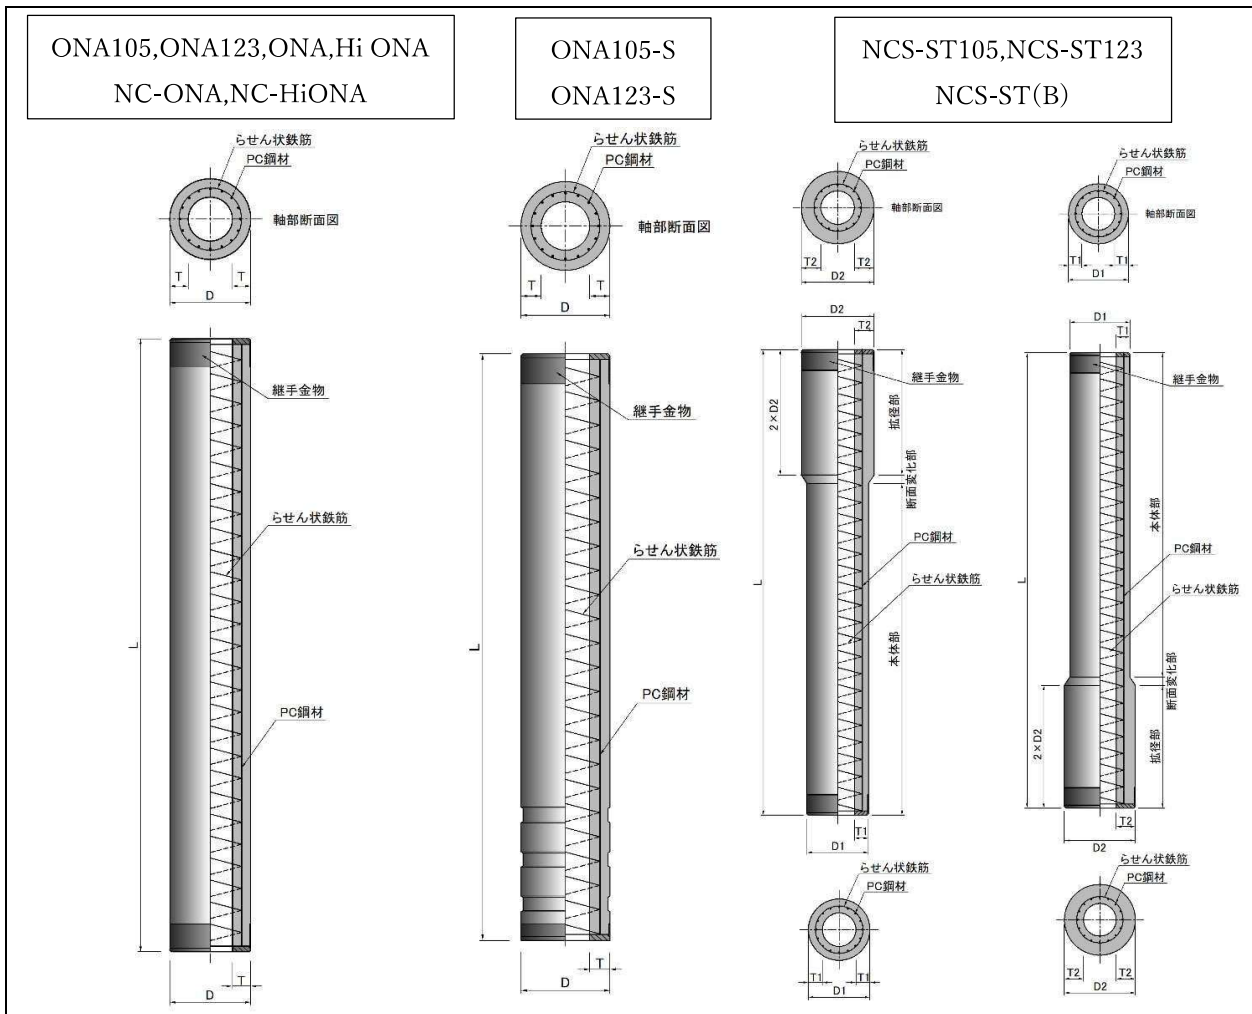 ONA105,ONA123,ONA,Hi ONA
NC-ONA,NC-HiONA
らせん状鉄筋
PC鋼材
軸部断面図
T
T
D
継手金物
らせん状鉄筋
L
PC鋼材
T
D
ONA105-S
ONA123-S
らせん状鉄筋
PC鋼材
軸部断面図
T
T
D
継手金物
らせん状鉄筋
L
PC鋼材
T
D
NCS-ST105,NCS-ST123
NCS-ST(B)
らせん状鉄筋
PC鋼材
軸部断面図
T2
T2
D2
D2
T2
継手金物
2×D2
拡径部
断面変化部
PC鋼材
らせん状鉄筋
L
本体部
T1
D1
らせん状鉄筋
PC鋼材
T1
T1
D1
らせん状鉄筋
PC鋼材
軸部断面図
T1
T1
D1
D1
T1
継手金物
本体部
PC鋼材
L
らせん状鉄筋
断面変化部
2×D2
拡径部
T2
D2
らせん状鉄筋
PC鋼材
T2
T2
D2